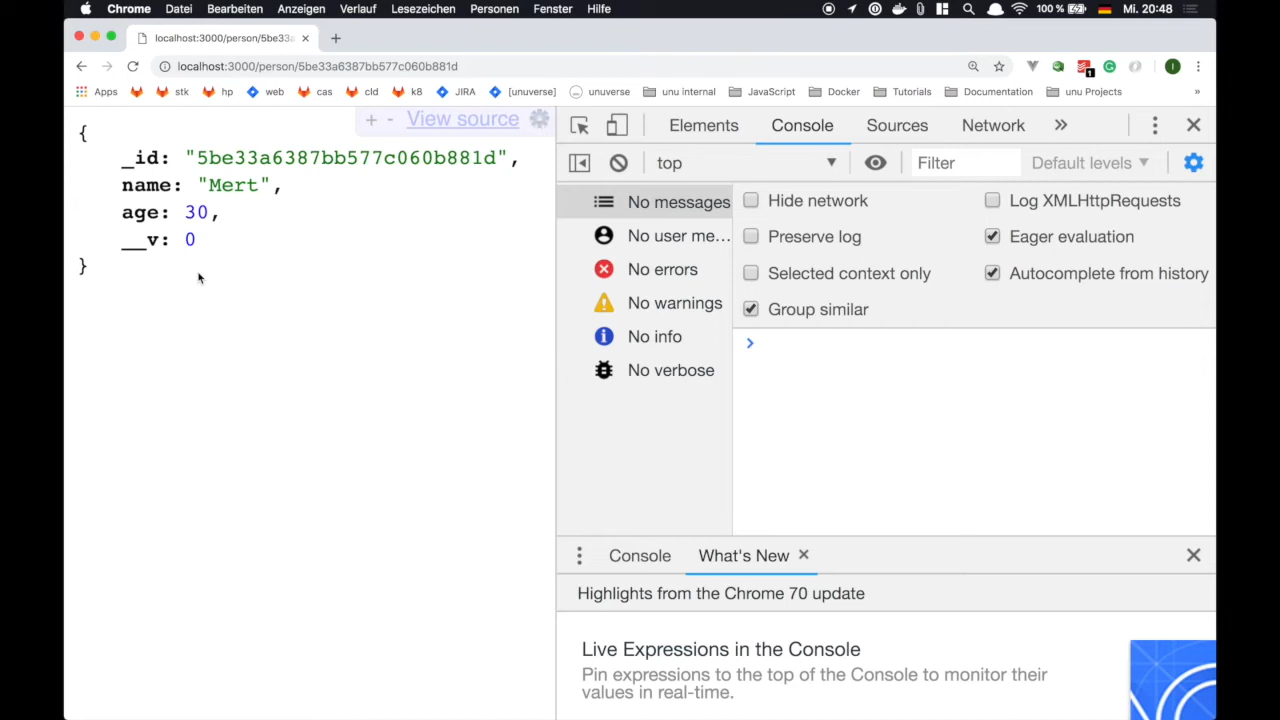 Chrome Datei Bearbeiten Anzeigen Verlauf Lesezeichen Personen Fenster Hilfe 100 % Mi. 20:48
localhost:3000/person/5be33a
localhost:3000/person/5be33a6387bb577c060b881d
Apps stk hp web cas cld k8 JIRA [unuverse] unuverse unu internal JavaScript Docker Tutorials Documentation unu Projects »
+ - View source
{
_id: "5be33a6387bb577c060b881d",
name: "Mert",
age: 30,
__v: 0
}
Elements Console Sources Network »
top Filter Default levels
No messages
No user me...
No errors
No warnings
No info
No verbose
Hide network Log XMLHttpRequests
Preserve log Eager evaluation
Selected context only Autocomplete from history
Group similar
Console What's New
Highlights from the Chrome 70 update
Live Expressions in the Console
Pin expressions to the top of the Console to monitor their
values in real-time.